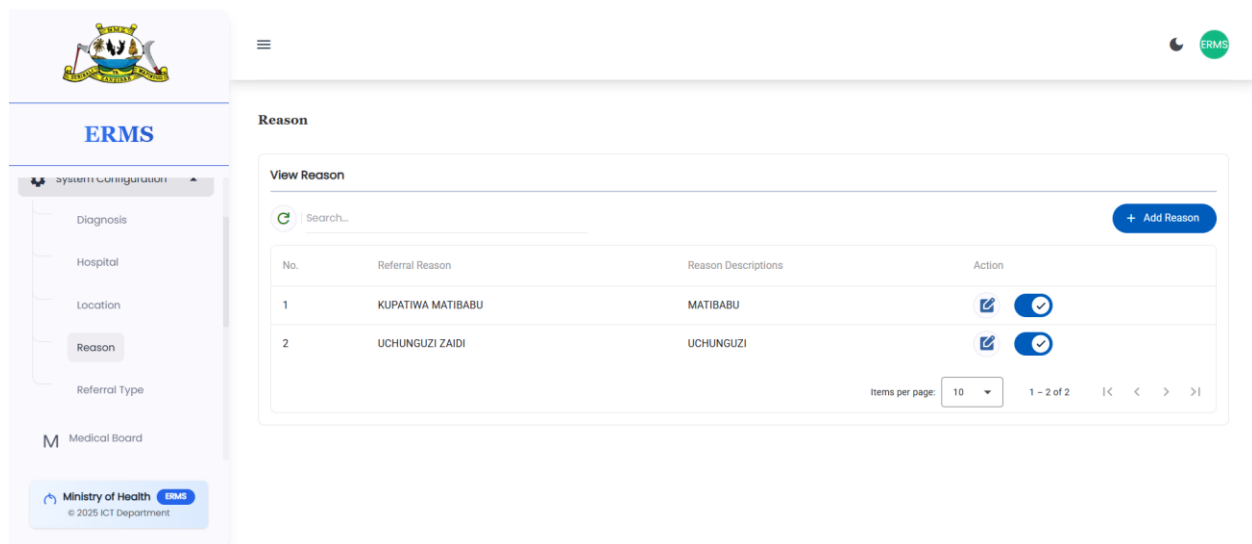 ZANZIBAR
ERMS
ERMS
System Configuration
Diagnosis
Hospital
Location
Reason
Referral Type
M Medical Board
Ministry of Health ERMS
© 2025 ICT Department
Reason
View Reason
Search...
+ Add Reason
No. Referral Reason Reason Descriptions Action
1 KUPATIWA MATIBABU MATIBABU
2 UCHUNGUZI ZAIDI UCHUNGUZI
Items per page: 10 1 – 2 of 2